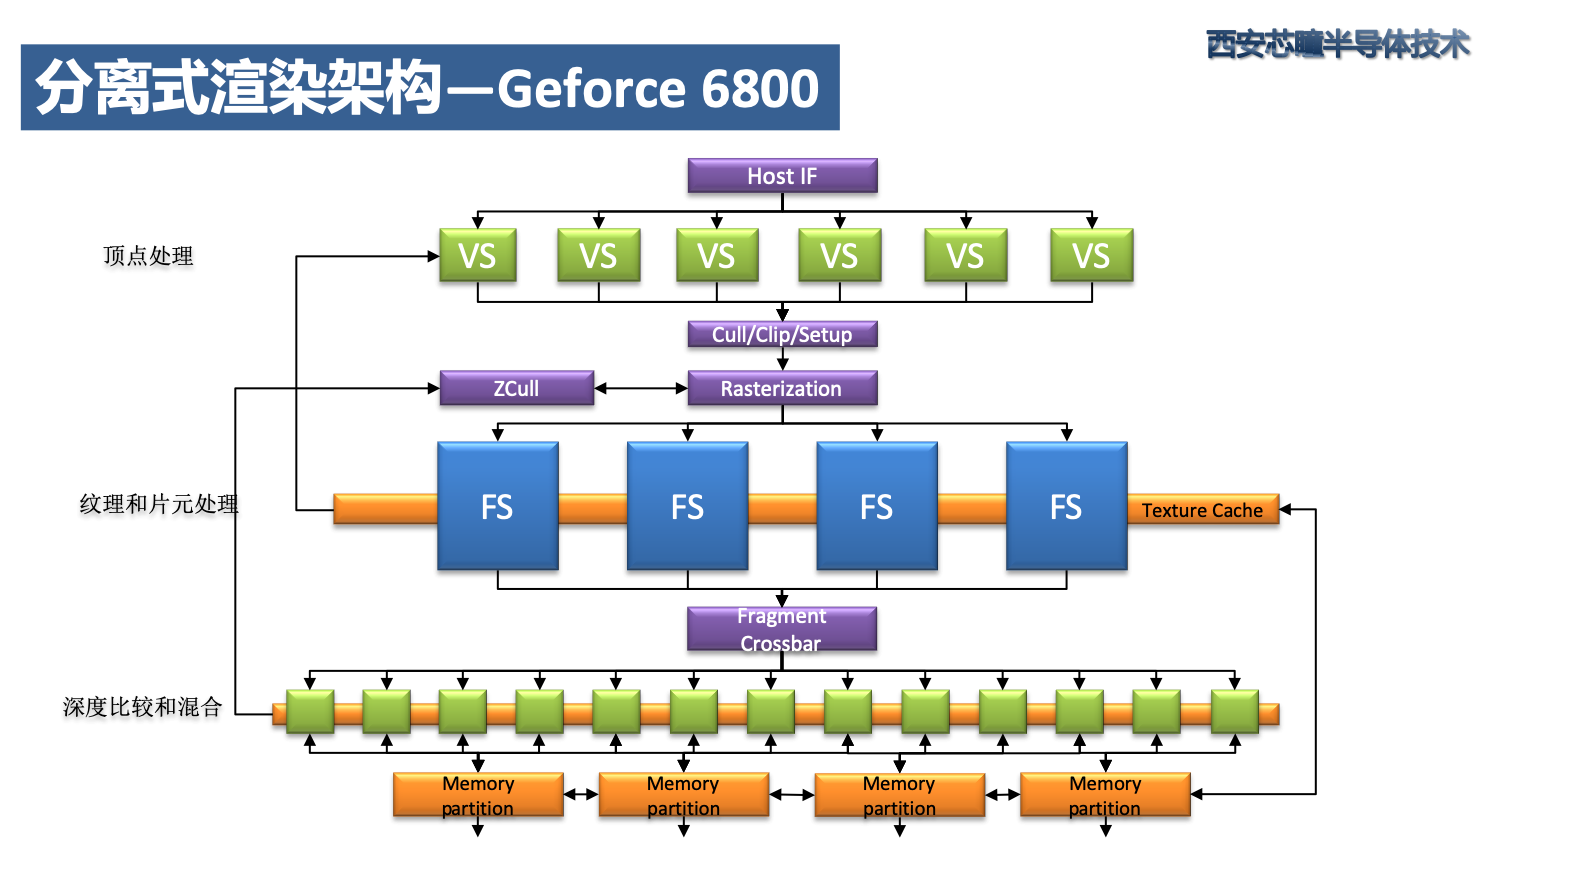 西安芯瞳半导体技术
分离式渲染架构—Geforce 6800
Host IF
顶点处理
VS VS VS VS VS VS
Cull/Clip/Setup
ZCull Rasterization
纹理和片元处理
FS FS FS FS Texture Cache
Fragment
Crossbar
深度比较和混合
Memory Memory Memory Memory
partition partition partition partition